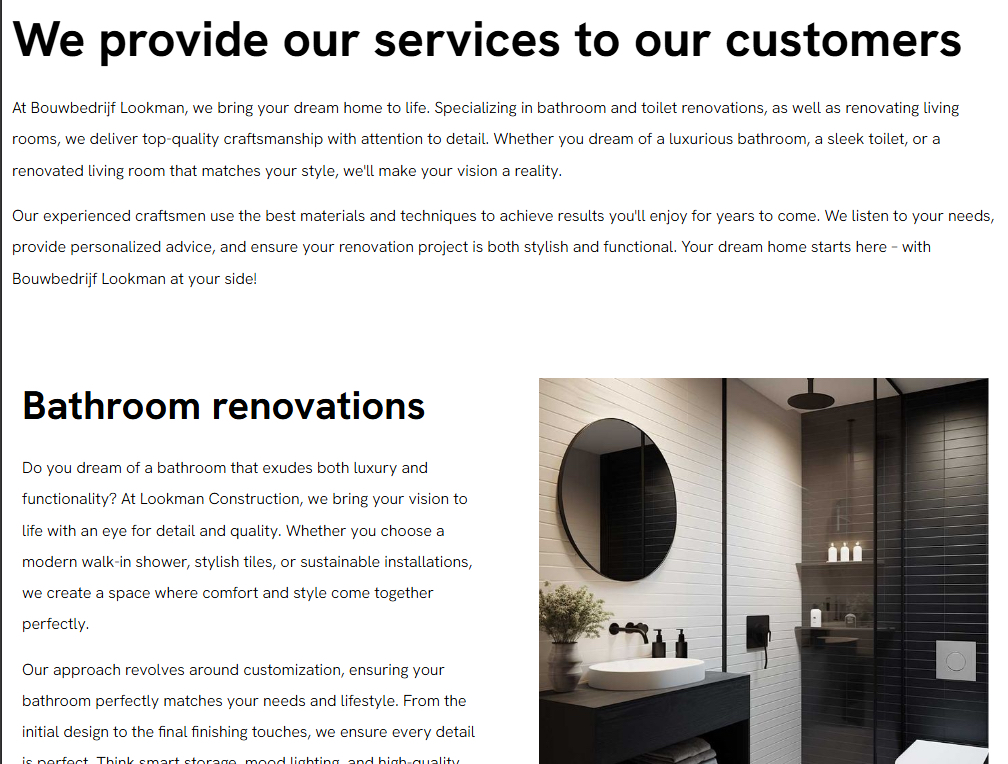 We provide our services to our customers
At Bouwbedrijf Lookman, we bring your dream home to life. Specializing in bathroom and toilet renovations, as well as renovating living
rooms, we deliver top-quality craftsmanship with attention to detail. Whether you dream of a luxurious bathroom, a sleek toilet, or a
renovated living room that matches your style, we'll make your vision a reality.
Our experienced craftsmen use the best materials and techniques to achieve results you'll enjoy for years to come. We listen to your needs,
provide personalized advice, and ensure your renovation project is both stylish and functional. Your dream home starts here – with
Bouwbedrijf Lookman at your side!
Bathroom renovations
Do you dream of a bathroom that exudes both luxury and
functionality? At Lookman Construction, we bring your vision to
life with an eye for detail and quality. Whether you choose a
modern walk-in shower, stylish tiles, or sustainable installations,
we create a space where comfort and style come together
perfectly.
Our approach revolves around customization, ensuring your
bathroom perfectly matches your needs and lifestyle. From the
initial design to the final finishing touches, we ensure every detail
is perfect. Think smart storage, mood lighting, and high-quality